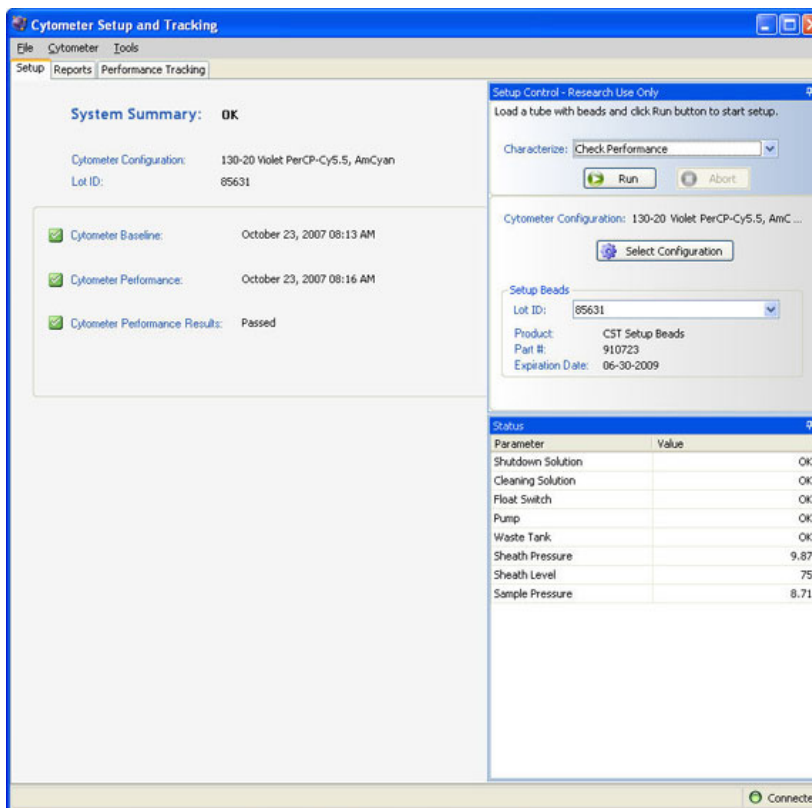 Cytometer Setup and Tracking
File Cytometer Tools
Setup Reports Performance Tracking
System Summary: OK
Cytometer Configuration: 130-20 Violet PerCP-Cy5.5, AmCyan
Lot ID: 85631
Cytometer Baseline: October 23, 2007 08:13 AM
Cytometer Performance: October 23, 2007 08:16 AM
Cytometer Performance Results: Passed
Setup Control - Research Use Only
Load a tube with beads and click Run button to start setup.
Characterize: Check Performance
Run Abort
Cytometer Configuration: 130-20 Violet PerCP-Cy5.5, AmC ...
Select Configuration
Setup Beads
Lot ID: 85631
Product: CST Setup Beads
Part #: 910723
Expiration Date: 06-30-2009
Status
Parameter Value
Shutdown Solution OK
Cleaning Solution OK
Float Switch OK
Pump OK
Waste Tank OK
Sheath Pressure 9.87
Sheath Level 75
Sample Pressure 8.71
Connecte